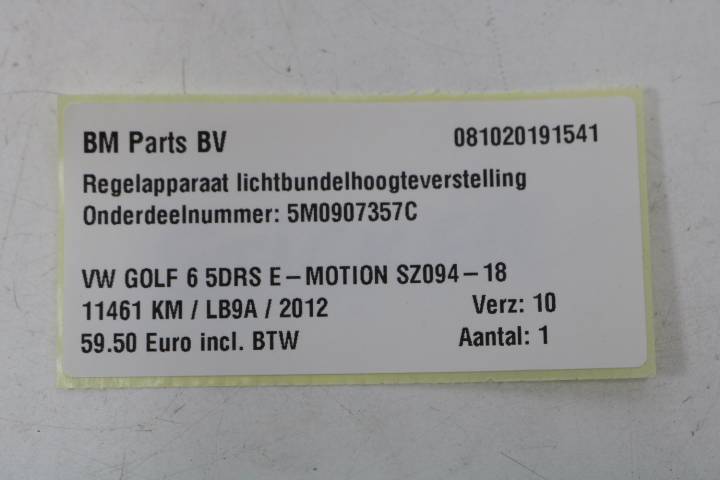 BM Parts BV 081020191541
Regelapparaat lichtbundelhoogteverstelling
Onderdeelnummer: 5M0907357C
VW GOLF 6 5DRS E-MOTION SZ094-18
11461 KM / LB9A / 2012 Verz: 10
59.50 Euro incl. BTW Aantal: 1